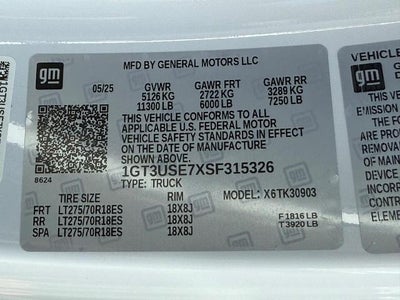 gm
MFD BY GENERAL MOTORS LLC
05/25 GVWR GAWR FRT GAWR RR
5126 KG 2722 KG 3289 KG
11300 LB 6000 LB 7250 LB
THIS VEHICLE CONFORMS TO ALL
APPLICABLE U.S. FEDERAL MOTOR
VEHICLE SAFETY STANDARDS IN EFFECT
ON THE DATE OF MANUFACTURE
SHOWN ABOVE.
1GT3USE7XSF315326
8624
TYPE: TRUCK
TIRE SIZE RIM MODEL: X6TK30903
FRT LT275/70R18ES 18X8J
RR LT275/70R18ES 18X8J
SPA LT275/70R18ES 18X8J
F 1816 LB
T 3920 LB
VEHICLE
gm